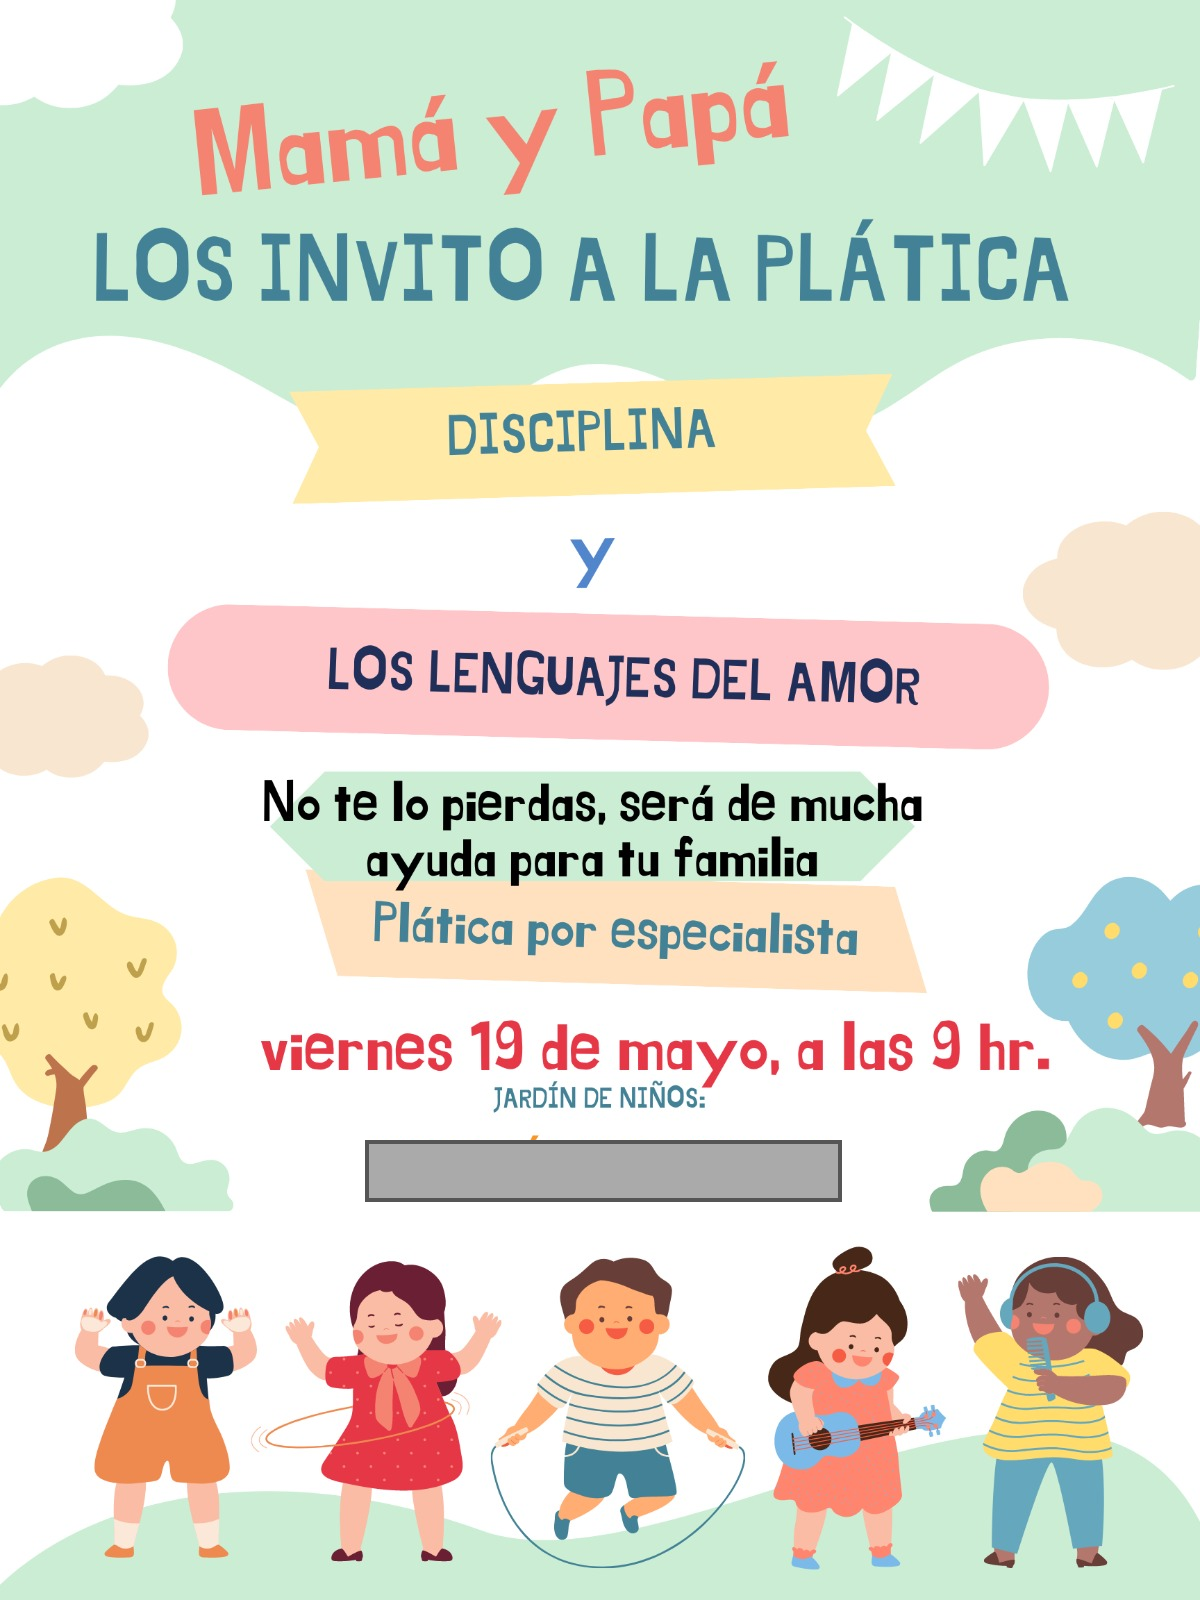 Mamá y Papá
LOS INVITO A LA PLÁTICA
DISCIPLINA
y
LOS LENGUAJES DEL AMOR
No te lo pierdas, será de mucha
ayuda para tu familia
Plática por especialista
viernes 19 de mayo, a las 9 hr.
JARDÍN DE NIÑOS: